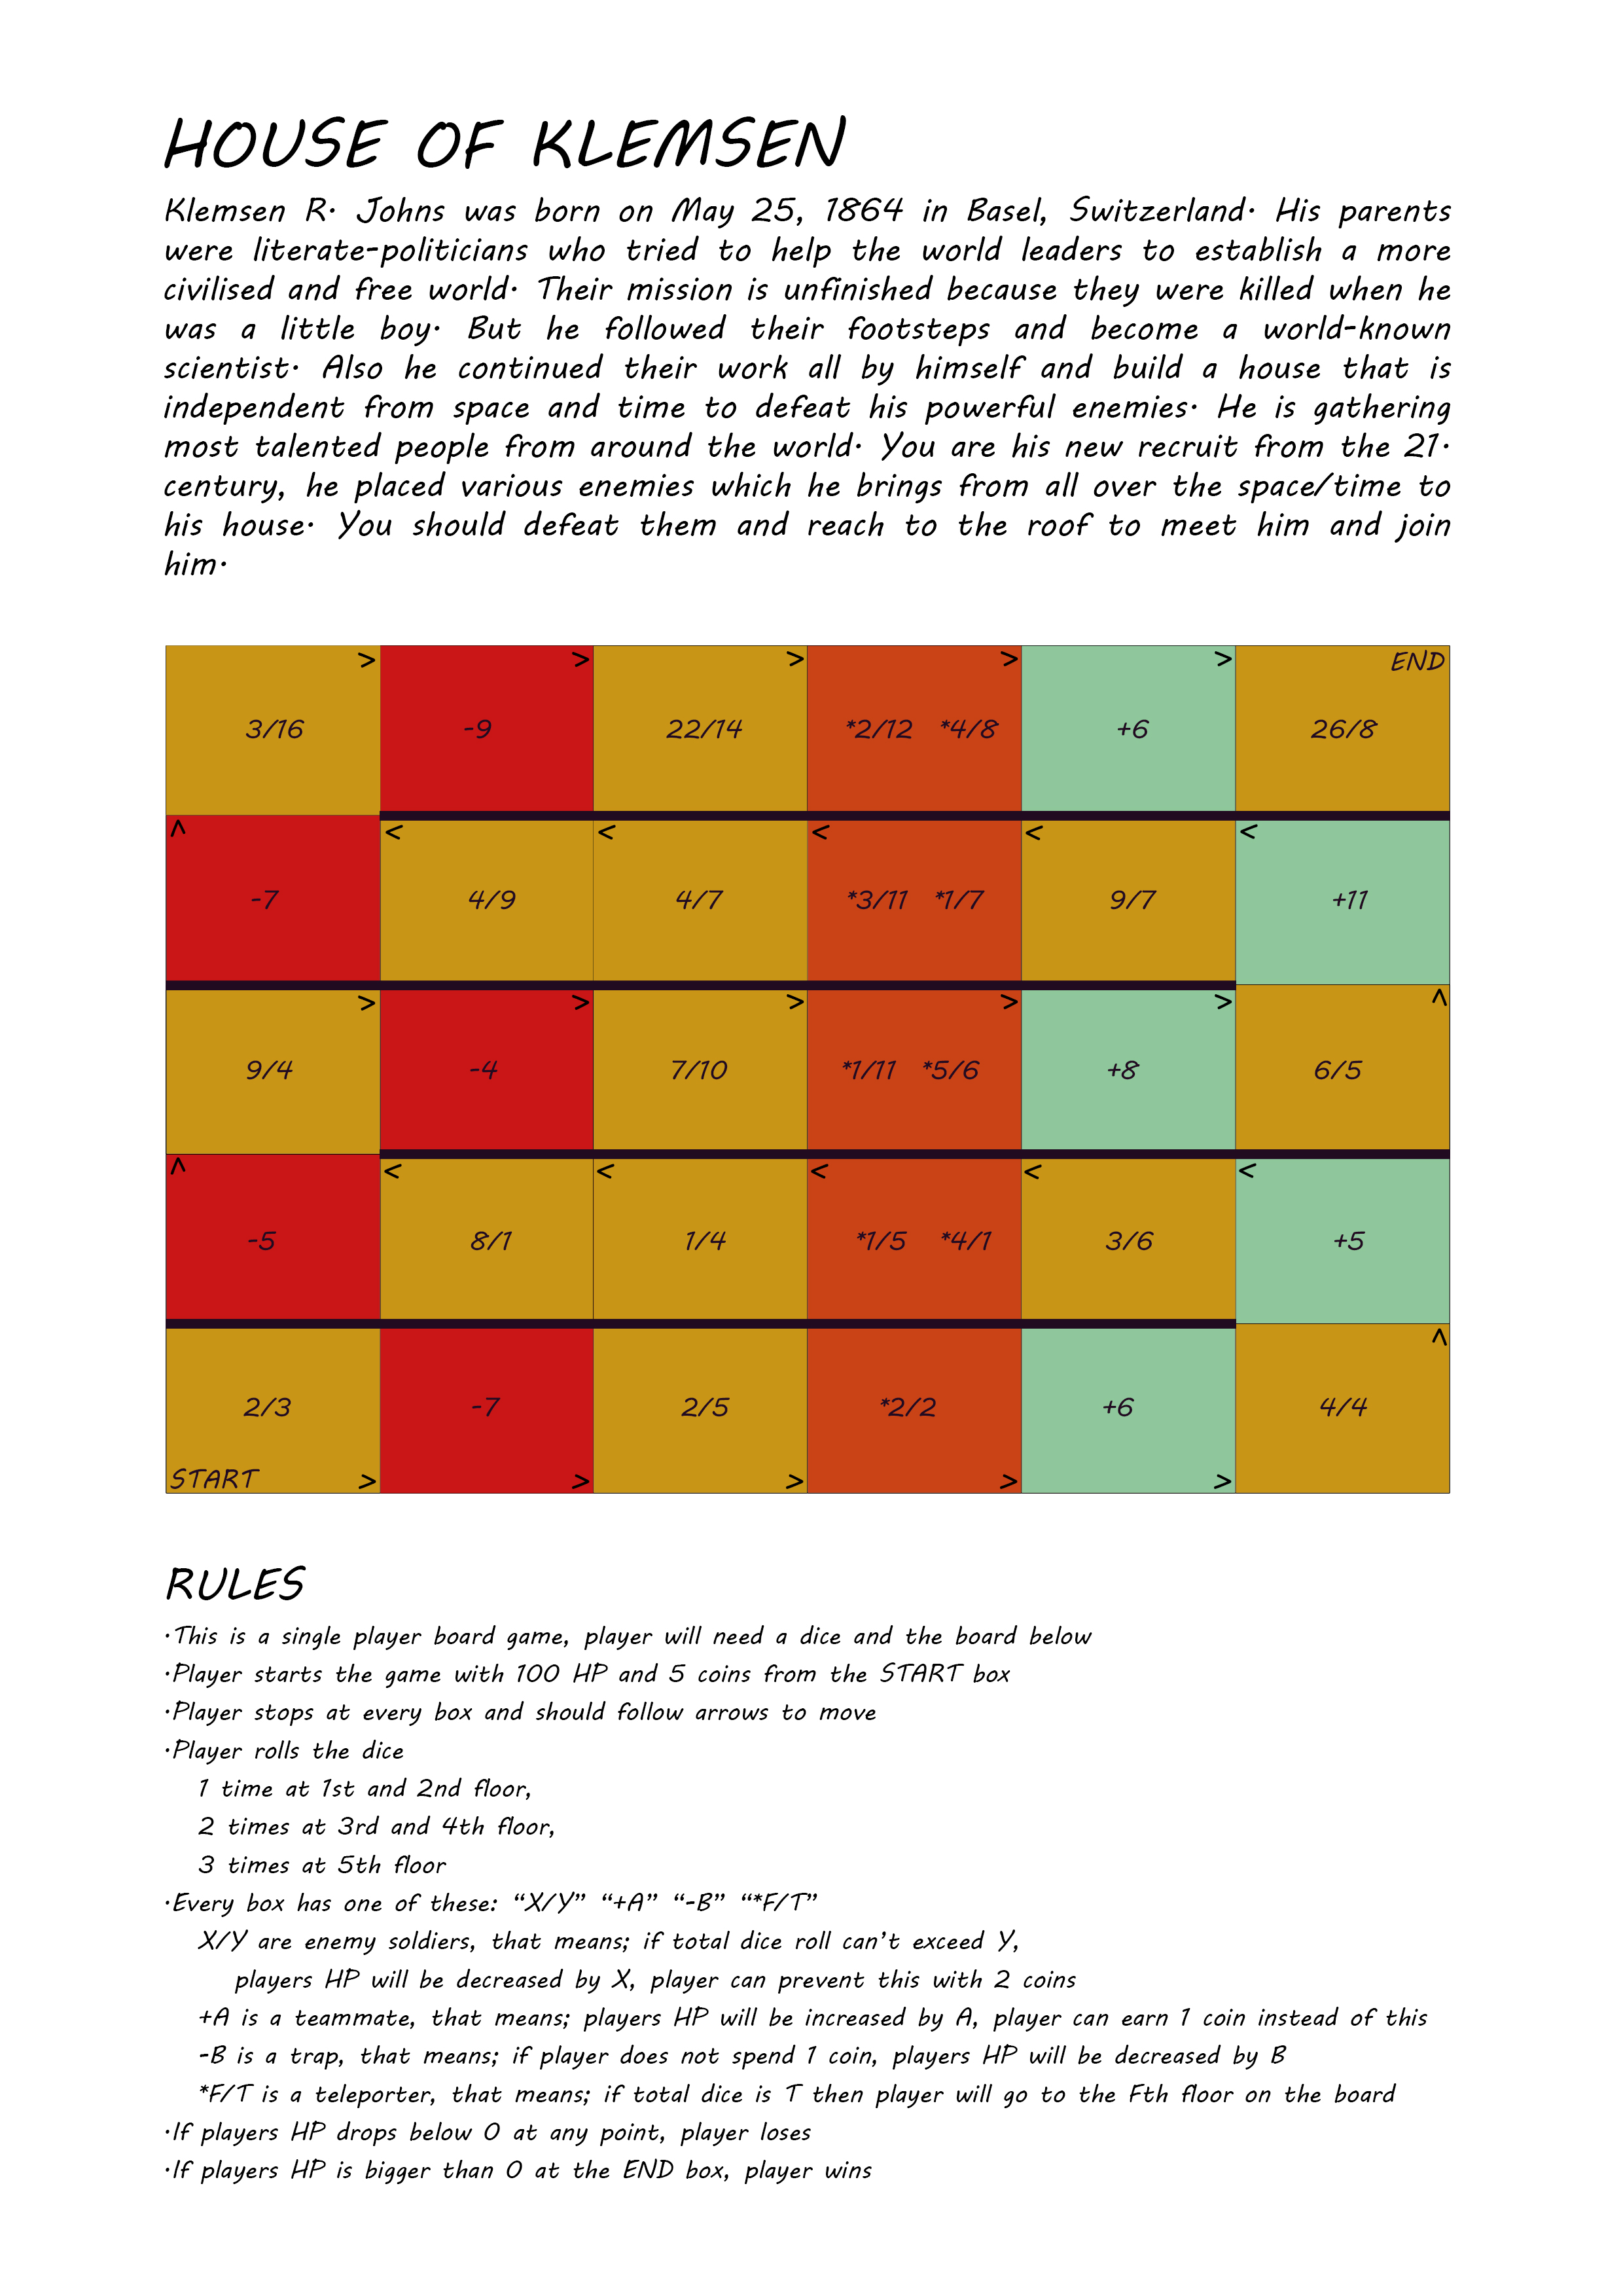 HOUSE OF KLEMSEN
Klemsen R. Johns was born on May 25, 1864 in Basel, Switzerland. His parents
were literate-politicians who tried to help the world leaders to establish a more
civilised and free world. Their mission is unfinished because they were killed when he
was a little boy. But he followed their footsteps and become a world-known
scientist. Also he continued their work all by himself and build a house that is
independent from space and time to defeat his powerful enemies. He is gathering
most talented people from around the world. You are his new recruit from the 21.
century, he placed various enemies which he brings from all over the space/time to
his house. You should defeat them and reach to the roof to meet him and join
him.
> > > > > END
3/16 -9 22/14 *2/12 *4/8 +6 26/8
^ < < < < <
-7 4/9 4/7 *3/11 *1/7 9/7 +11
> > > > > ^
9/4 -4 7/10 *1/11 *5/6 +8 6/5
^ < < < < <
-5 8/1 1/4 *1/5 *4/1 3/6 +5
^
2/3 -7 2/5 *2/2 +6 4/4
START > > > > >
RULES
·This is a single player board game, player will need a dice and the board below
·Player starts the game with 100 HP and 5 coins from the START box
·Player stops at every box and should follow arrows to move
·Player rolls the dice
1 time at 1st and 2nd floor,
2 times at 3rd and 4th floor,
3 times at 5th floor
·Every box has one of these: “X/Y” “+A” “-B” “*F/T”
X/Y are enemy soldiers, that means; if total dice roll can’t exceed Y,
players HP will be decreased by X, player can prevent this with 2 coins
+A is a teammate, that means; players HP will be increased by A, player can earn 1 coin instead of this
-B is a trap, that means; if player does not spend 1 coin, players HP will be decreased by B
*F/T is a teleporter, that means; if total dice is T then player will go to the Fth floor on the board
·If players HP drops below 0 at any point, player loses
·If players HP is bigger than 0 at the END box, player wins